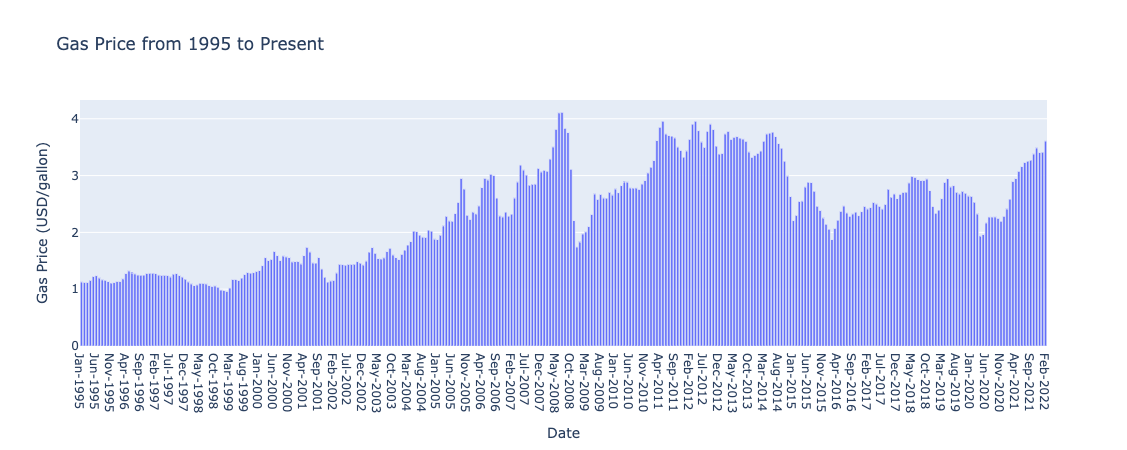 Gas Price from 1995 to Present
Gas Price (USD/gallon)
4
3
2
1
0
Jan-1995
Jun-1995
Nov-1995
Apr-1996
Sep-1996
Feb-1997
Jul-1997
Dec-1997
May-1998
Oct-1998
Mar-1999
Aug-1999
Jan-2000
Jun-2000
Nov-2000
Apr-2001
Sep-2001
Feb-2002
Jul-2002
Dec-2002
May-2003
Oct-2003
Mar-2004
Aug-2004
Jan-2005
Jun-2005
Nov-2005
Apr-2006
Sep-2006
Feb-2007
Jul-2007
Dec-2007
May-2008
Oct-2008
Mar-2009
Aug-2009
Jan-2010
Jun-2010
Nov-2010
Apr-2011
Sep-2011
Feb-2012
Jul-2012
Dec-2012
May-2013
Oct-2013
Mar-2014
Aug-2014
Jan-2015
Jun-2015
Nov-2015
Apr-2016
Sep-2016
Feb-2017
Jul-2017
Dec-2017
May-2018
Oct-2018
Mar-2019
Aug-2019
Jan-2020
Jun-2020
Nov-2020
Apr-2021
Sep-2021
Feb-2022
Date